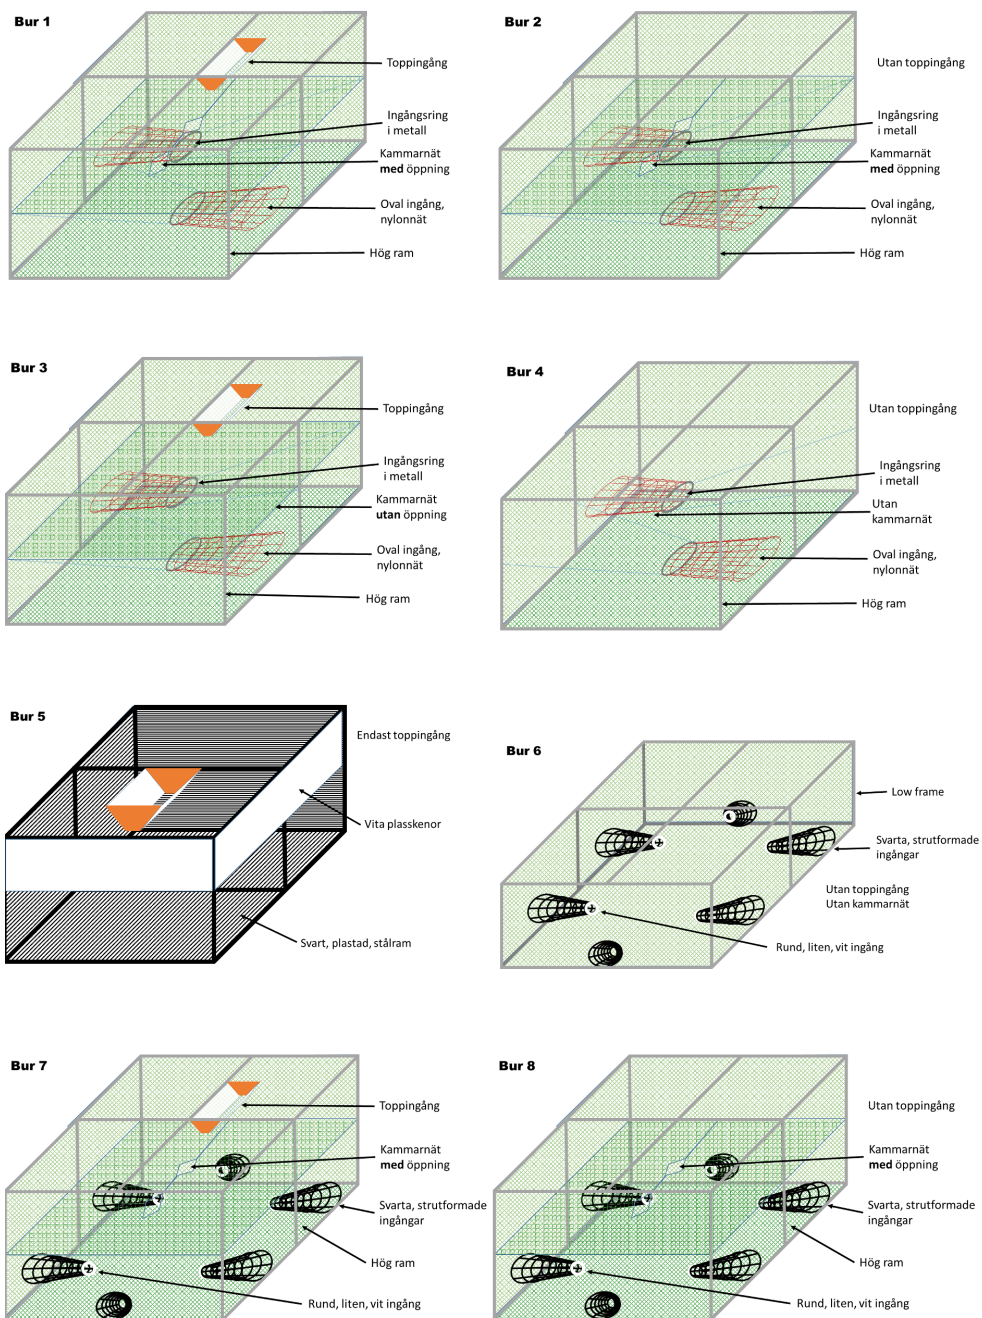 Bur 1
Toppingång
Ingångsring
i metall
Kammarnät
med öppning
Oval ingång,
nylonnät
Hög ram
Bur 2
Utan toppingång
Ingångsring
i metall
Kammarnät
med öppning
Oval ingång,
nylonnät
Hög ram
Bur 3
Toppingång
Ingångsring
i metall
Kammarnät
utan öppning
Oval ingång,
nylonnät
Hög ram
Bur 4
Utan toppingång
Ingångsring
i metall
Utan
kammarnät
Oval ingång,
nylonnät
Hög ram
Bur 5
Endast toppingång
Vita plasskenor
Svart, plastad, stålram
Bur 6
Low frame
Svarta, strutformade
ingångar
Utan toppingång
Utan kammarnät
Rund, liten, vit ingång
Bur 7
Toppingång
Kammarnät
med öppning
Svarta, strutformade
ingångar
Hög ram
Rund, liten, vit ingång
Bur 8
Utan toppingång
Kammarnät
med öppning
Svarta, strutformade
ingångar
Hög ram
Rund, liten, vit ingång